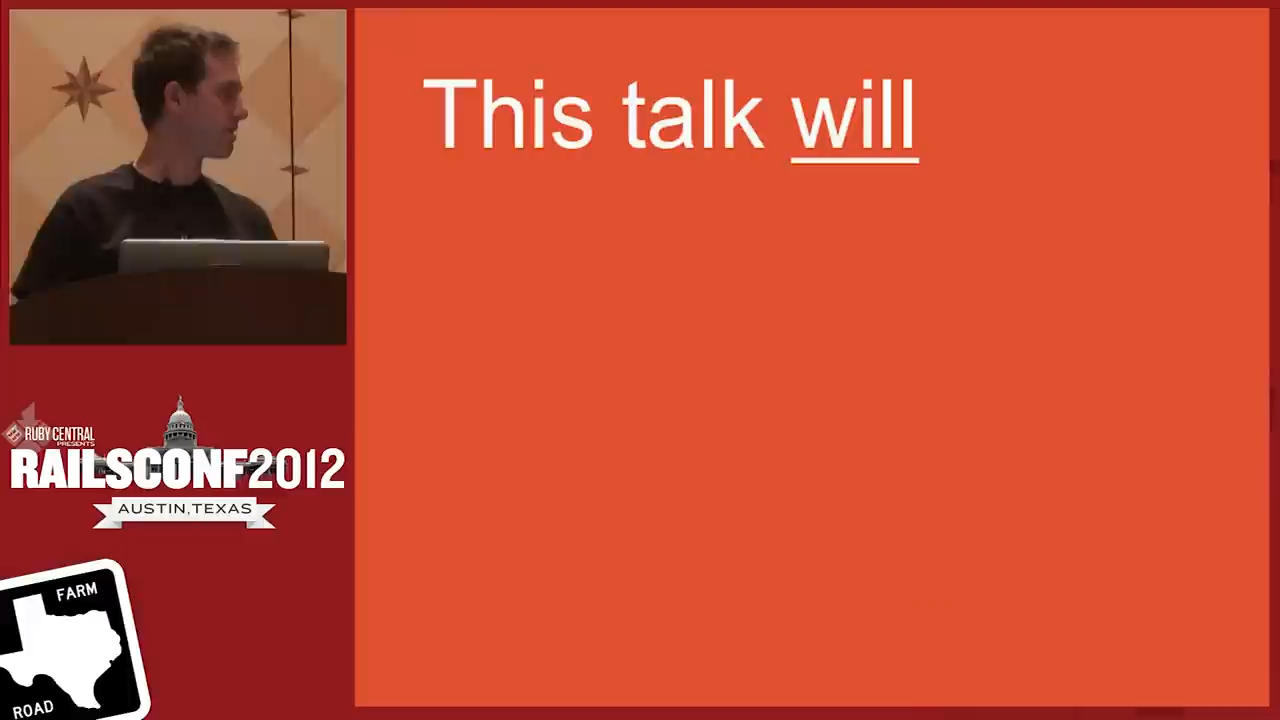 This talk will
RUBY CENTRAL
PRESENTS
RAILSCONF2012
AUSTIN, TEXAS
FARM
ROAD